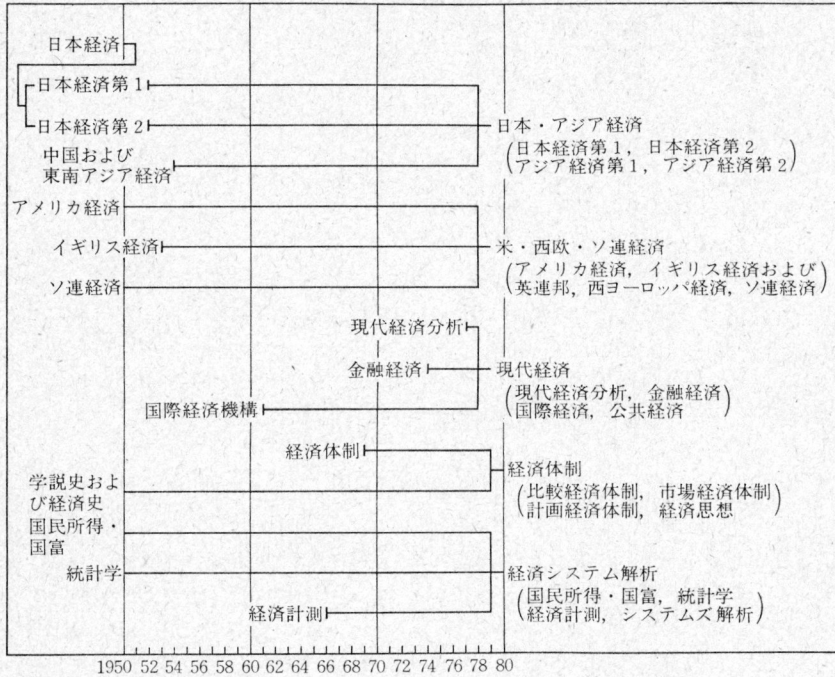 日本経済
日本経済第1
日本経済第2
中国および
東南アジア経済
日本・アジア経済
(日本経済第1, 日本経済第2
アジア経済第1, アジア経済第2)
アメリカ経済
イギリス経済
ソ連経済
米・西欧・ソ連経済
(アメリカ経済, イギリス経済および
英連邦, 西ヨーロッパ経済, ソ連経済)
現代経済分析
金融経済
国際経済機構
現代経済
(現代経済分析, 金融経済
国際経済, 公共経済)
経済体制
学説史およ
び経済史
経済体制
(比較経済体制, 市場経済体制
計画経済体制, 経済思想)
国民所得・
国富
統計学
経済計測
経済システム解析
(国民所得・国富, 統計学
経済計測, システムズ解析)
1950 52 54 56 58 60 62 64 66 68 70 72 74 76 78 80